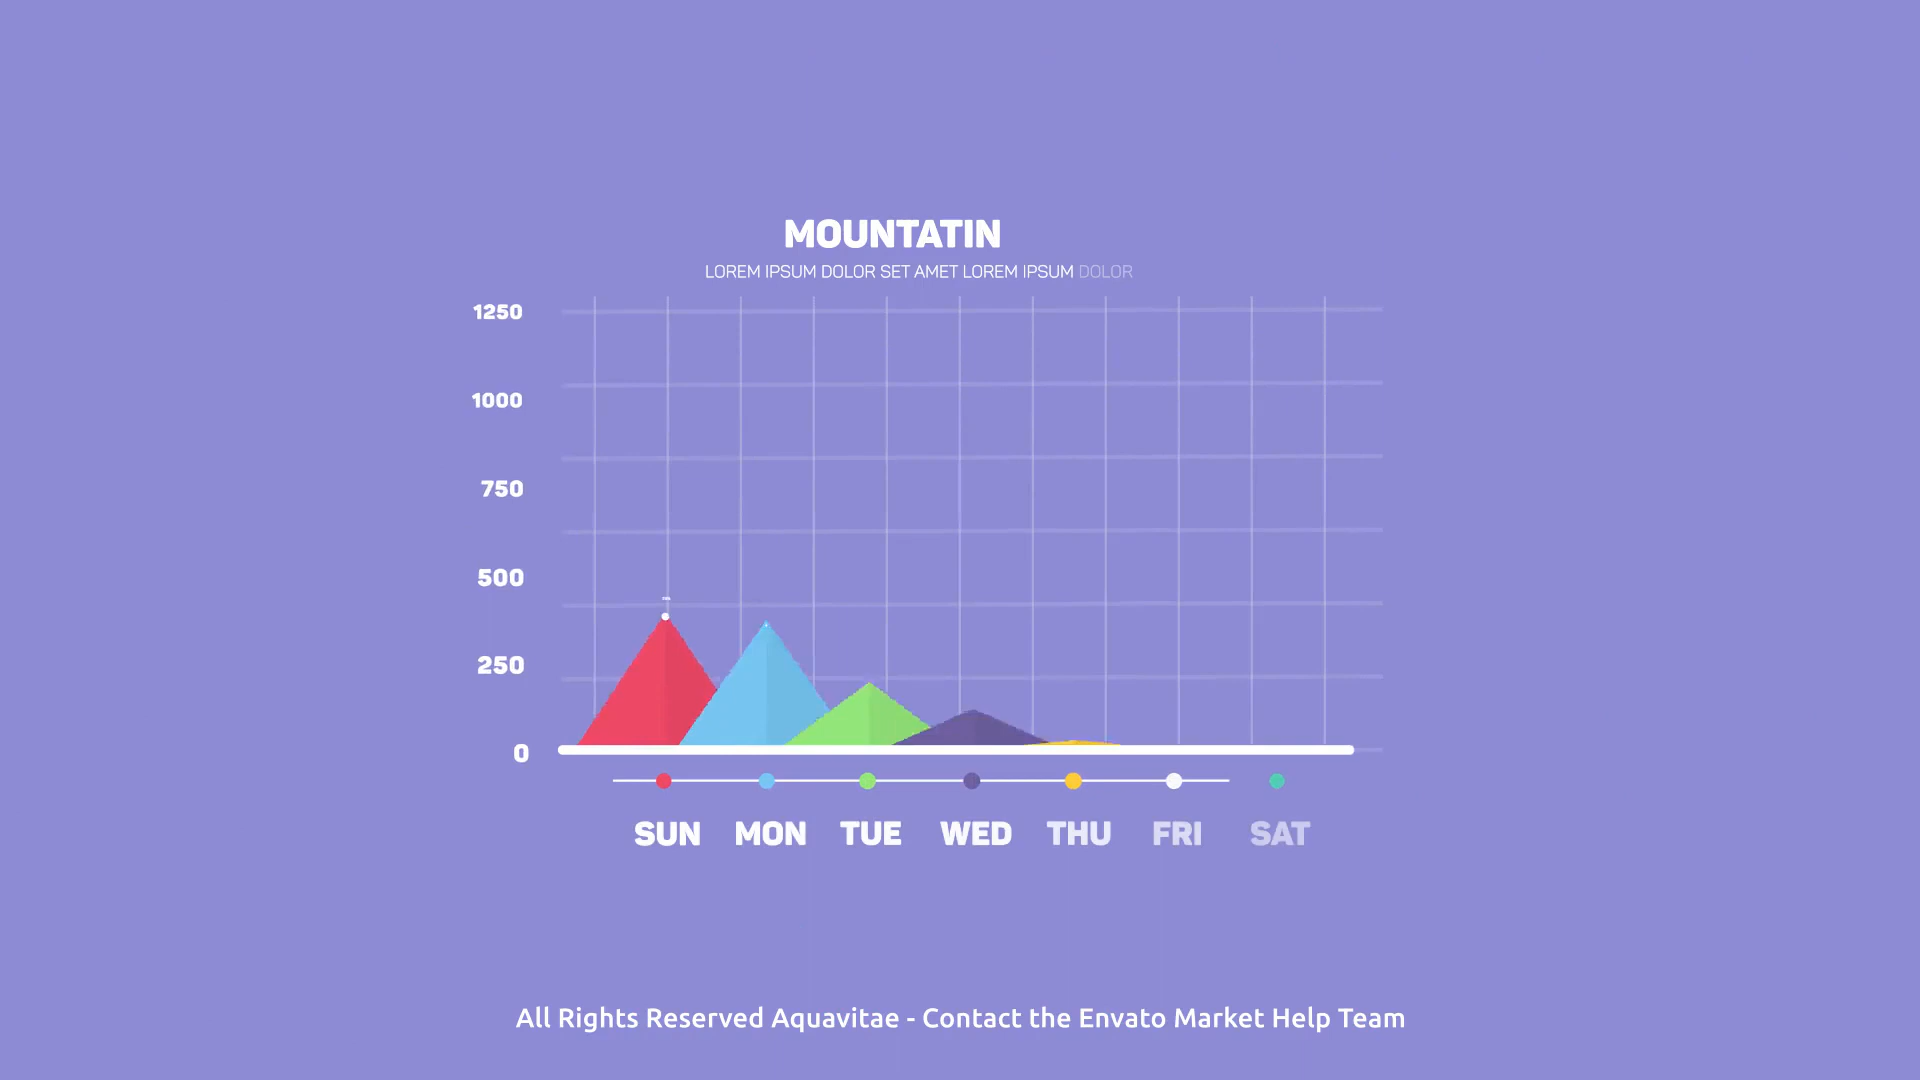 MOUNTATIN
LOREM IPSUM DOLOR SET AMET LOREM IPSUM DOLOR
1250
1000
750
500
250
0
SUN MON TUE WED THU FRI SAT
All Rights Reserved Aquavitae - Contact the Envato Market Help Team